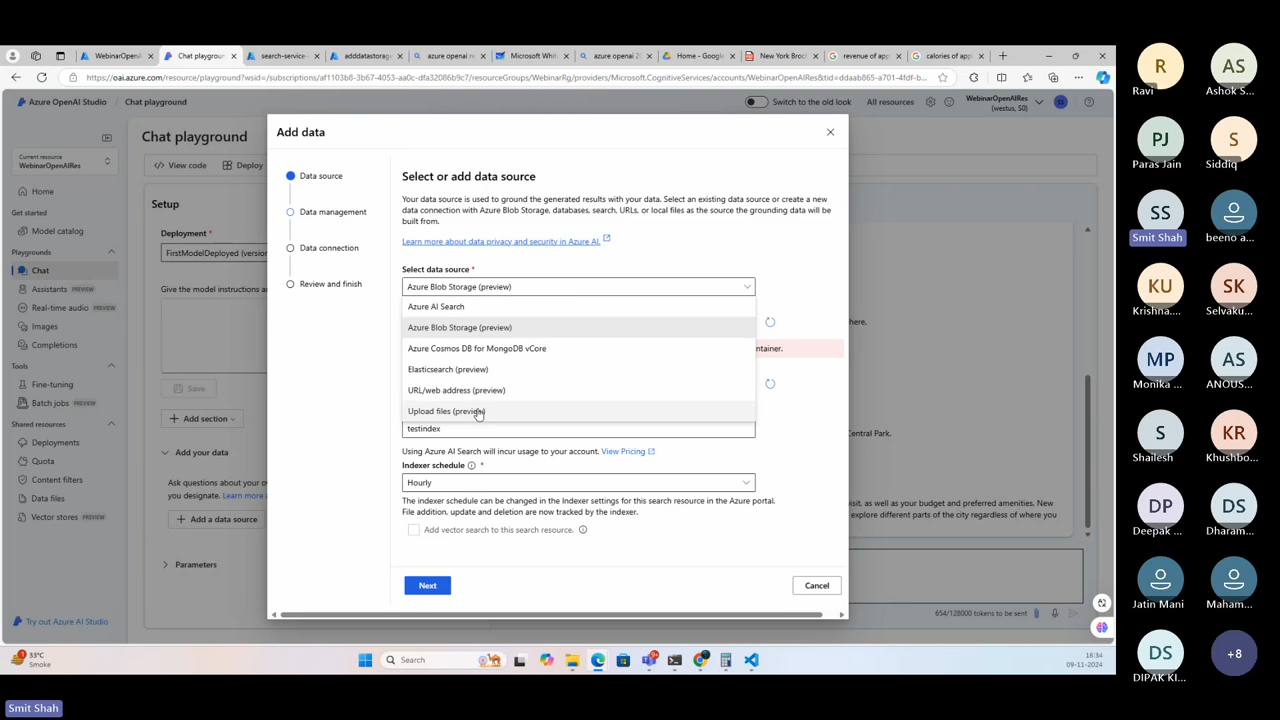 WebinarOpenA
Chat playgroun
search-service-
adddatastorag
azure openai n
Microsoft Whit
azure openai 2
Home - Google
New York Broc
revenue of app
calories of app
https://oai.azure.com/resource/playground?wsid=/subscriptions/af1103b8-3b67-4053-aa0c-dfa32086b9c7/resourceGroups/WebinarRg/providers/Microsoft.CognitiveServices/accounts/WebinarOpenAIRes&tid=ddaab865-a701-4fdf-b...
Azure OpenAI Studio
Chat playground
Switch to the old look
All resources
WebinarOpenAIRes
(westus, S0)
Current resource
WebinarOpenAIRes
Home
Get started
Model catalog
Playgrounds
Chat
Assistants PREVIEW
Real-time audio PREVIEW
Images
Completions
Tools
Fine-tuning
Batch jobs PREVIEW
Shared resources
Deployments
Quota
Content filters
Data files
Vector stores PREVIEW
Try out Azure AI Studio
Chat playground
View code
Deploy
Setup
Deployment *
FirstModelDeployed (version
Give the model instructions ar
Save
Add section
Add your data
Ask questions about your ov
you designate. Learn more a
Add a data source
Parameters
Add data
Data source
Data management
Data connection
Review and finish
Select or add data source
Your data source is used to ground the generated results with your data. Select an existing data source or create a new
data connection with Azure Blob Storage, databases, search, URLs, or local files as the source the grounding data will be
built from.
Learn more about data privacy and security in Azure AI.
Select data source *
Azure Blob Storage (preview)
Azure AI Search
Azure Blob Storage (preview)
Azure Cosmos DB for MongoDB vCore
Elasticsearch (preview)
URL/web address (preview)
Upload files (preview)
ntainer.
testindex
Using Azure AI Search will incur usage to your account. View Pricing
Indexer schedule *
Hourly
The indexer schedule can be changed in the Indexer settings for this search resource in the Azure portal.
File addition, update and deletion are now tracked by the indexer.
Add vector search to this search resource.
Next
Cancel
here.
Central Park.
visit, as well as your budget and preferred amenities. New
explore different parts of the city regardless of where you
654/128000 tokens to be sent
33°C
Smoke
Search
16:34
09-11-2024
R
Ravi
AS
Ashok S...
PJ
Paras Jain
S
Siddiq
SS
Smit Shah
beeno a...
KU
Krishna...
SK
Selvaku...
MP
Monika ...
AS
ANOUS...
S
Shailesh
KR
Khushbo...
DP
Deepak ...
DS
Dharam...
Jatin Mani
Maham...
DS
DIPAK KI...
+8
Smit Shah